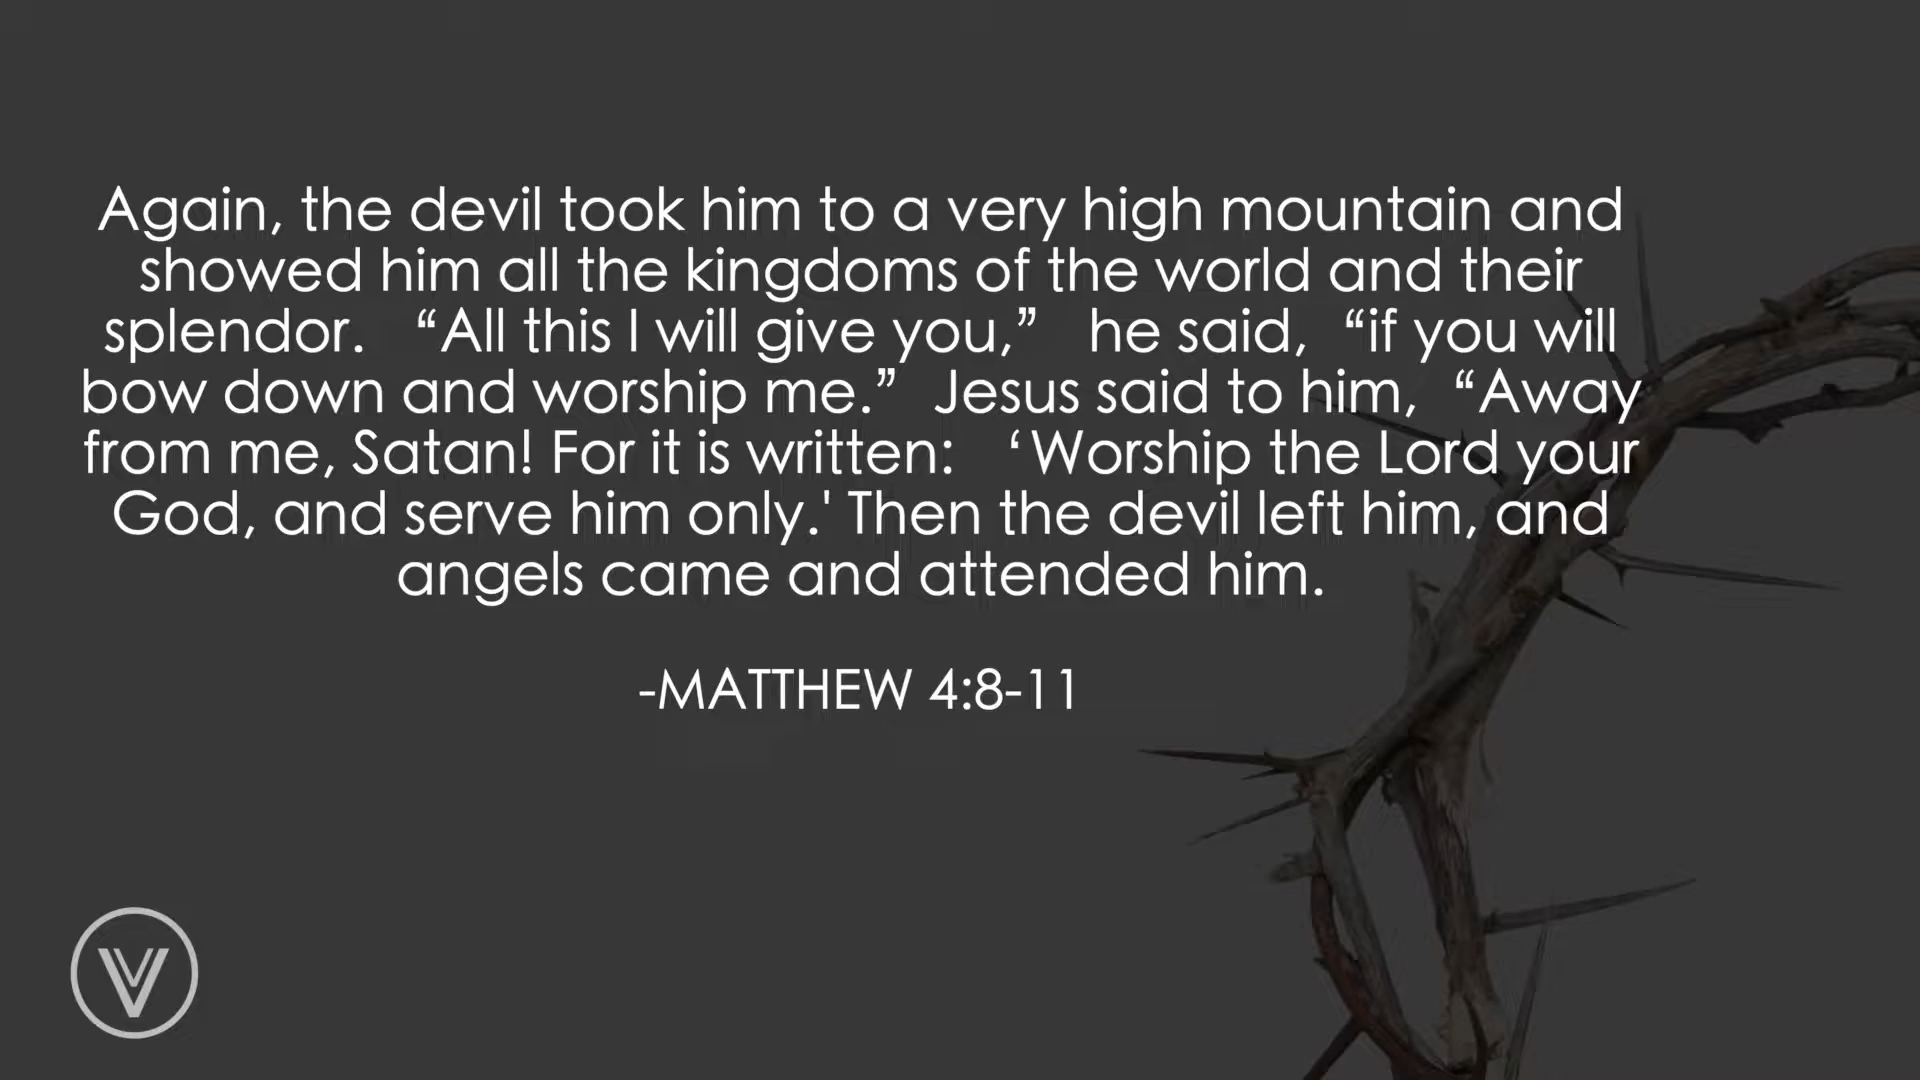 Again, the devil took him to a very high mountain and
showed him all the kingdoms of the world and their
splendor. “All this I will give you,” he said, “if you will
bow down and worship me.” Jesus said to him, “Away
from me, Satan! For it is written: ‘Worship the Lord your
God, and serve him only.' Then the devil left him, and
angels came and attended him.
-MATTHEW 4:8-11